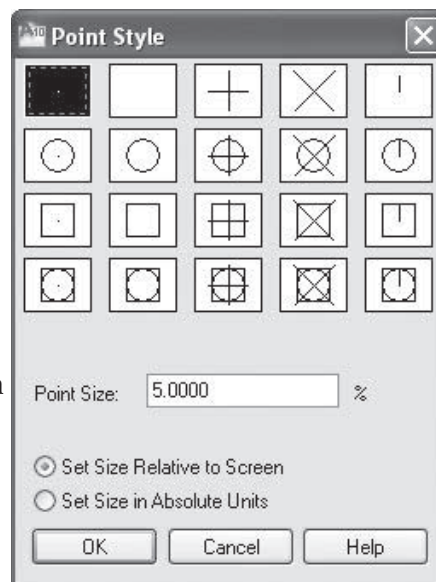 Point Style
Point Size: 5.0000 %
Set Size Relative to Screen
Set Size in Absolute Units
OK Cancel Help